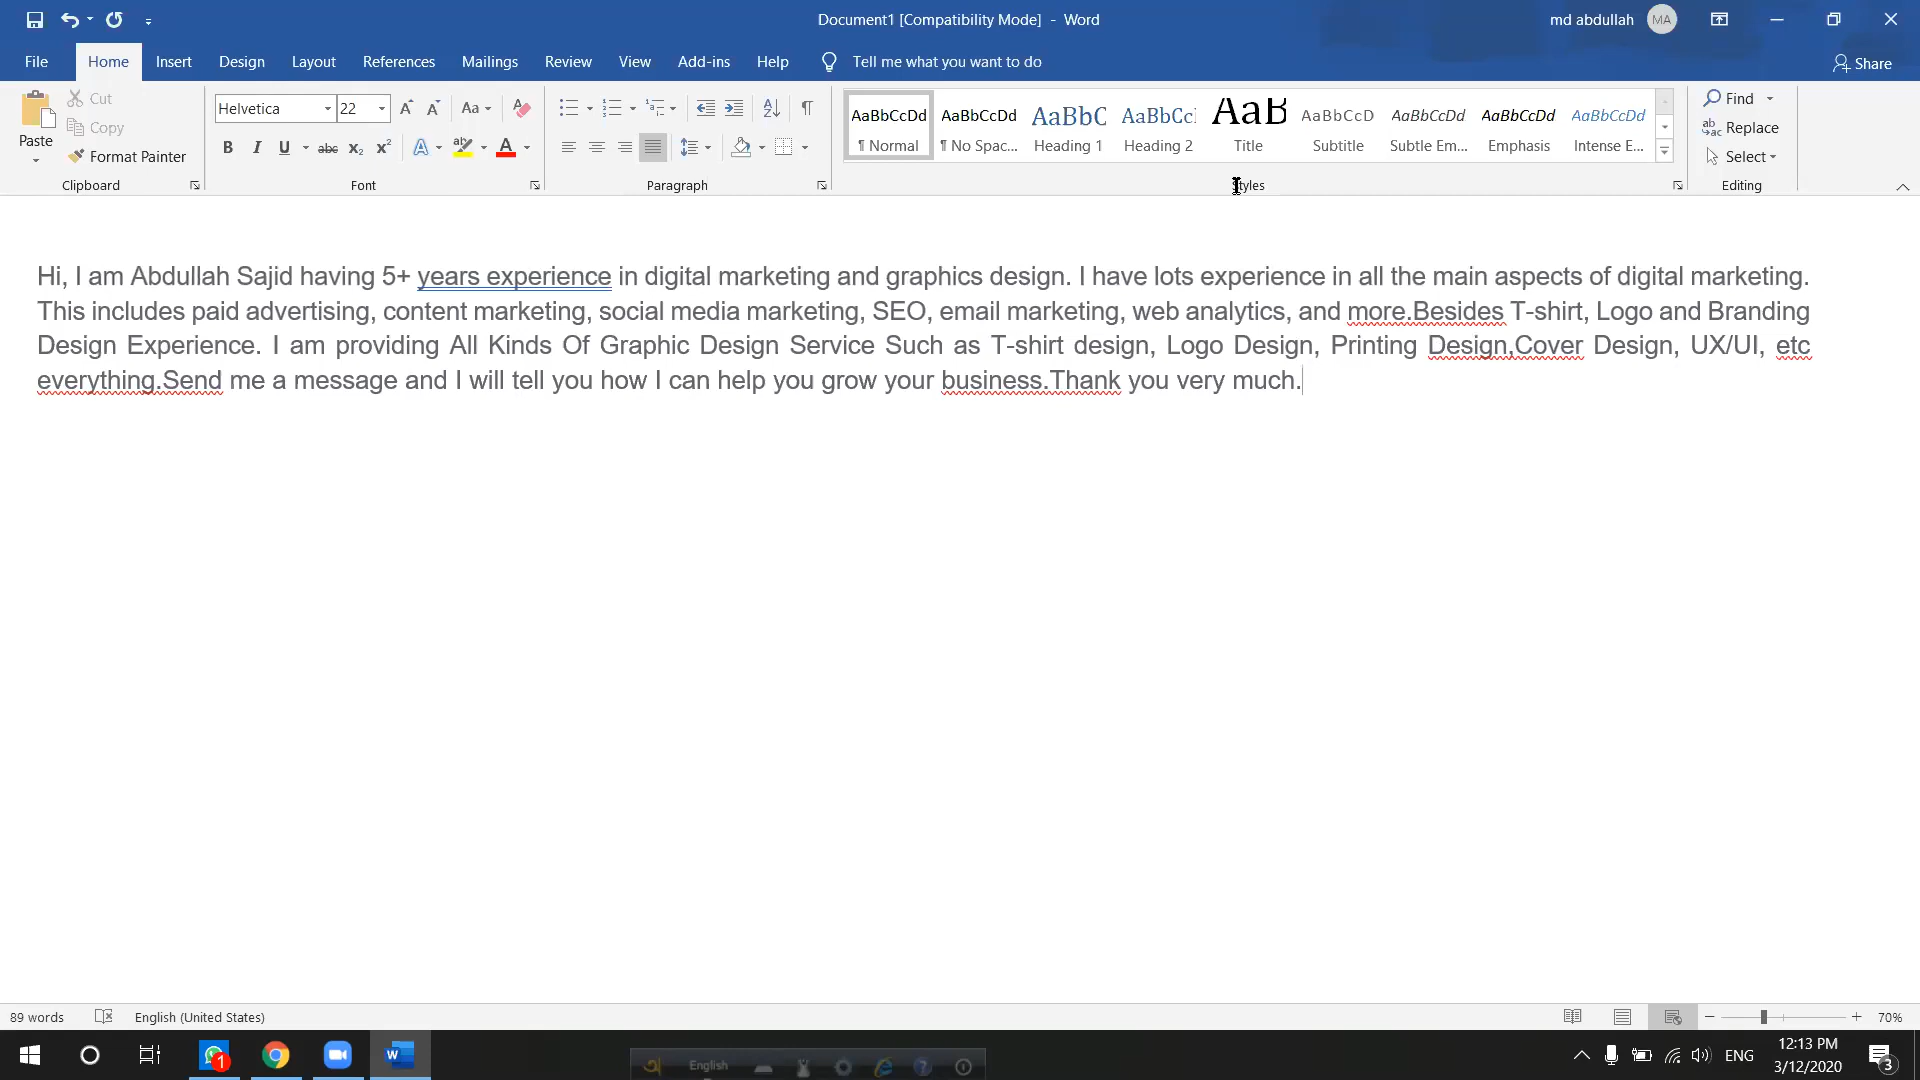 Document1 [Compatibility Mode] - Word
md abdullah
MA
File
Home
Insert
Design
Layout
References
Mailings
Review
View
Add-ins
Help
Tell me what you want to do
Share
Paste
Cut
Copy
Format Painter
Clipboard
Helvetica
22
Aa
B I U abc x₂ x²
A
A
Font
Paragraph
AaBbCcDd
¶ Normal
AaBbCcDd
¶ No Spac...
AaBbC
Heading 1
AaBbCcl
Heading 2
AaB
Title
AaBbCcD
Subtitle
AaBbCcDd
Subtle Em...
AaBbCcDd
Emphasis
AaBbCcDd
Intense E...
Styles
Find
Replace
Select
Editing
Hi, I am Abdullah Sajid having 5+ years experience in digital marketing and graphics design. I have lots experience in all the main aspects of digital marketing.
This includes paid advertising, content marketing, social media marketing, SEO, email marketing, web analytics, and more.Besides T-shirt, Logo and Branding
Design Experience. I am providing All Kinds Of Graphic Design Service Such as T-shirt design, Logo Design, Printing Design,Cover Design, UX/UI, etc
everything.Send me a message and I will tell you how I can help you grow your business.Thank you very much.
89 words
English (United States)
70%
1
English
ENG
12:13 PM
3/12/2020
3